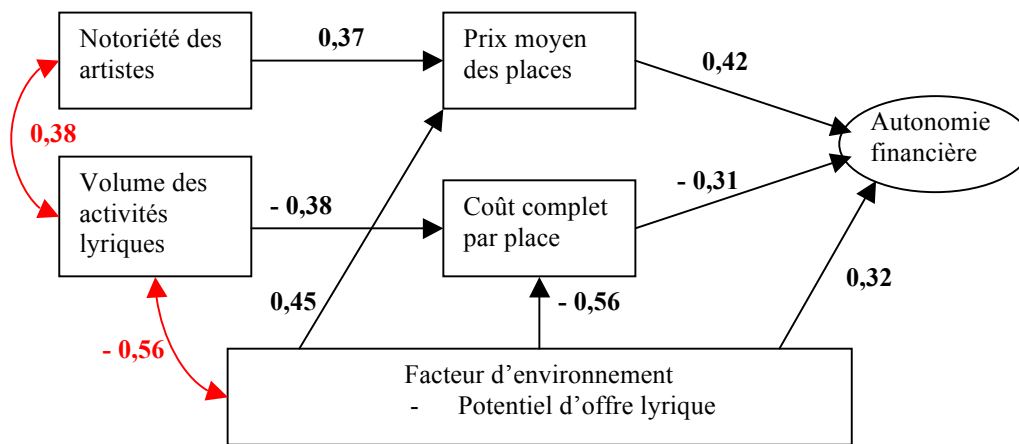 Notoriété des
artistes
0,37
Prix moyen
des places
0,42
Autonomie
financière
0,38
Volume des
activités
lyriques
- 0,38
Coût complet
par place
- 0,31
0,45
- 0,56
0,32
- 0,56
Facteur d’environnement
- Potentiel d’offre lyrique